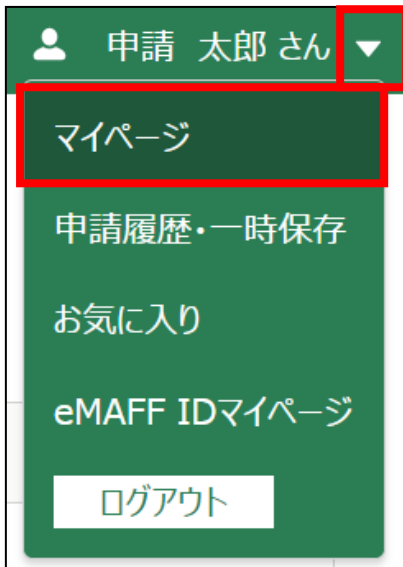 申請 太郎 さん
マイページ
申請履歴・一時保存
お気に入り
eMAFF IDマイページ
ログアウト